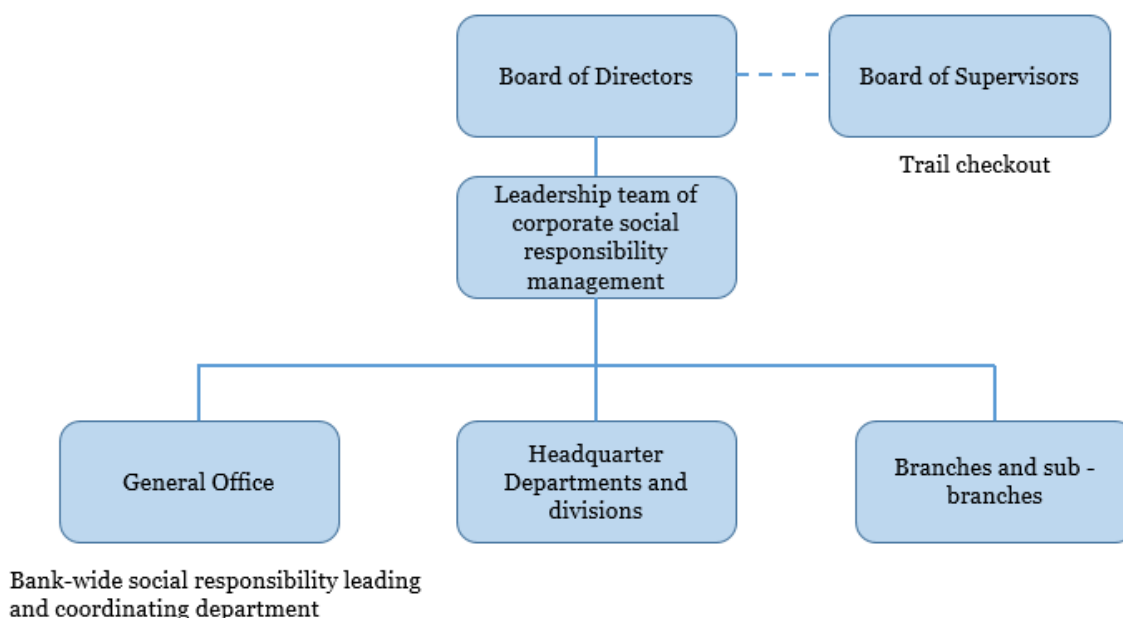 Board of Directors
Board of Supervisors
Trail checkout
Leadership team of
corporate social
responsibility
management
General Office
Headquarter
Departments and
divisions
Branches and sub -
branches
Bank-wide social responsibility leading
and coordinating department